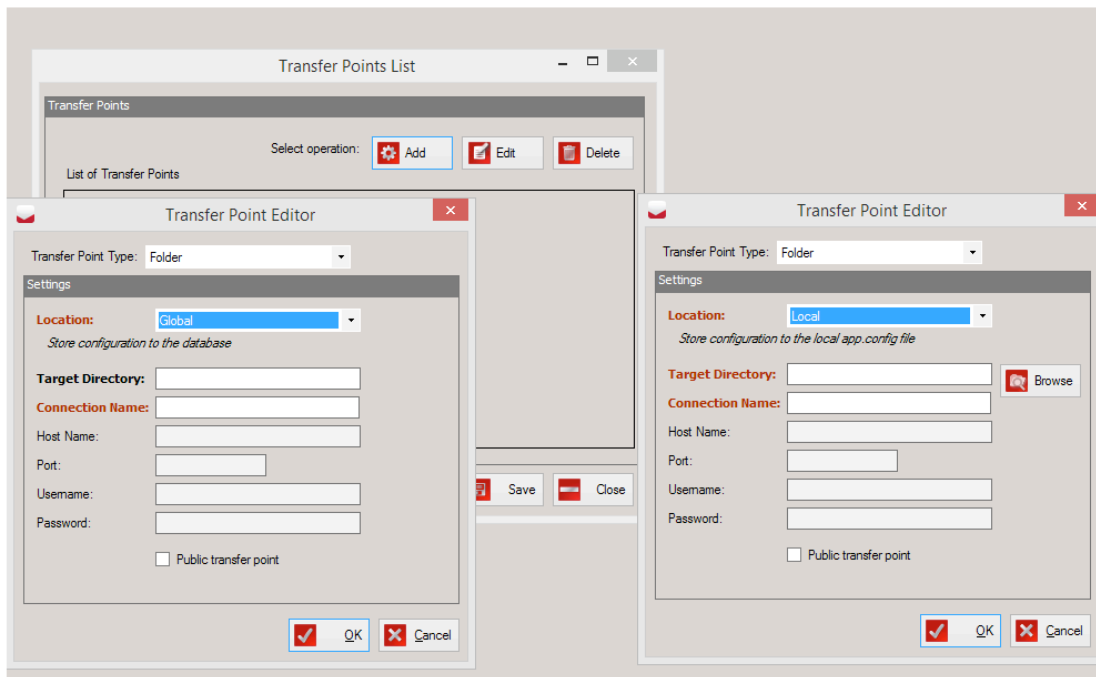 Transfer Points List
Transfer Points
Select operation: Add Edit Delete
List of Transfer Points
Save Close
Transfer Point Editor
Transfer Point Type: Folder
Settings
Location: Global
Store configuration to the database
Target Directory:
Connection Name:
Host Name:
Port:
Username:
Password:
Public transfer point
OK Cancel
Transfer Point Editor
Transfer Point Type: Folder
Settings
Location: Local
Store configuration to the local app.config file
Target Directory: Browse
Connection Name:
Host Name:
Port:
Username:
Password:
Public transfer point
OK Cancel